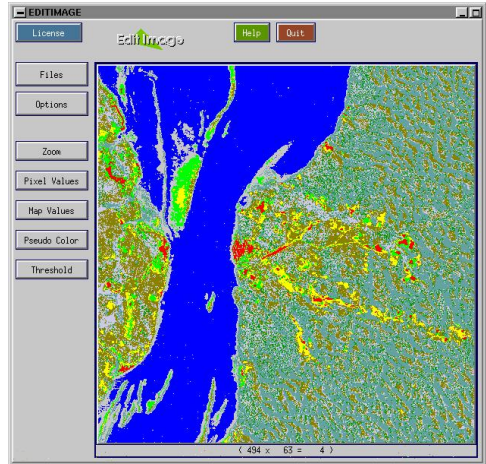 EDITIMAGE
License
Edit Image
Help
Quit
Files
Options
Zoom
Pixel Values
Map Values
Pseudo Color
Threshold
( 494 x 63 = 4 )